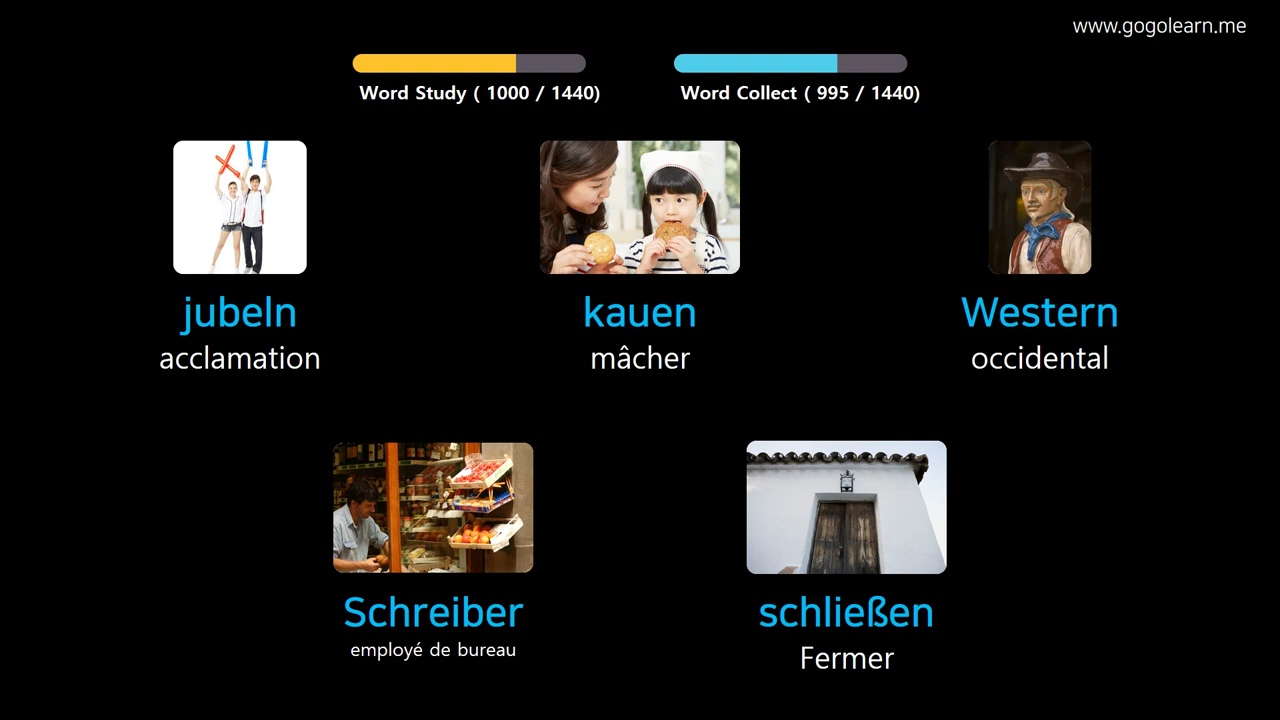 www.gogolearn.me
Word Study ( 1000 / 1440)
Word Collect ( 995 / 1440)
jubeln
acclamation
kauen
mâcher
Western
occidental
Schreiber
employé de bureau
schließen
Fermer